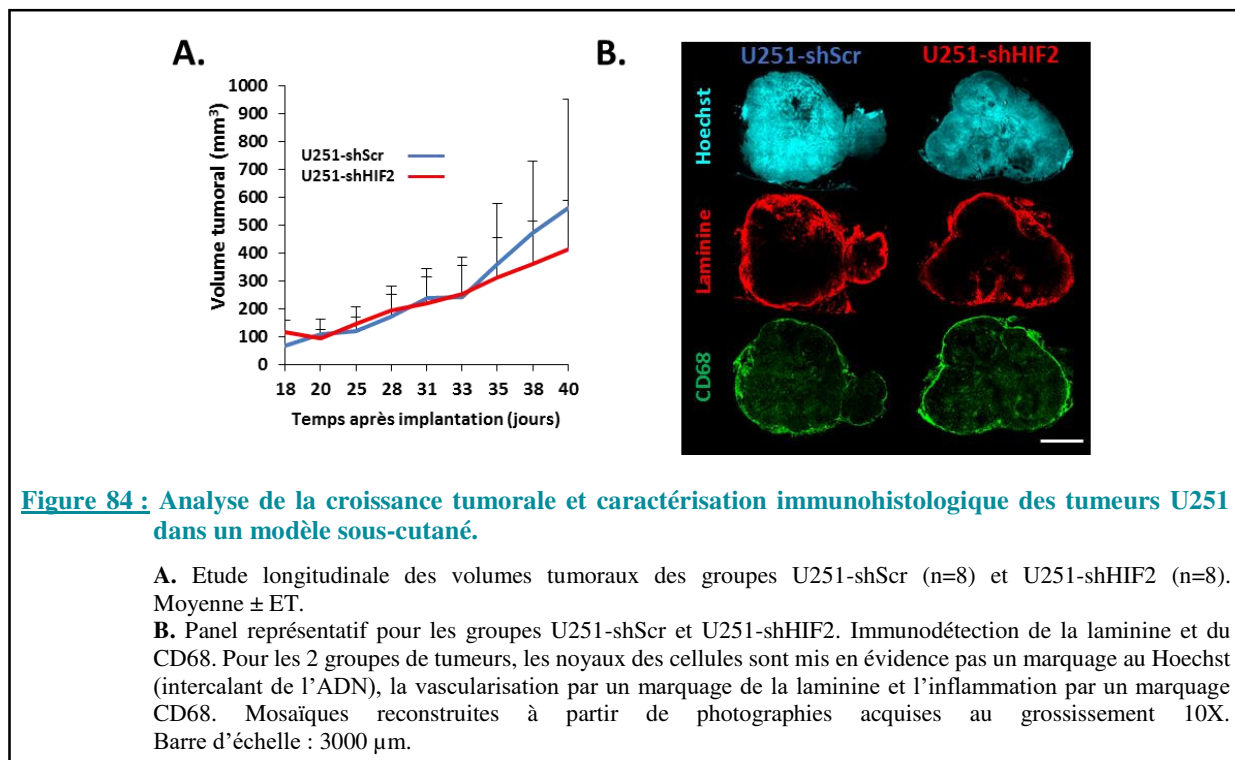 A.
B.
1000
900
800
700
600
500
400
300
200
100
0
Volume tumoral (mm³)
U251-shScr
U251-shHIF2
18 20 25 28 31 33 35 38 40
Temps après implantation (jours)
U251-shScr U251-shHIF2
Hoechst
Laminine
CD68
Figure 84 : Analyse de la croissance tumorale et caractérisation immunohistologique des tumeurs U251
dans un modèle sous-cutané.
A. Etude longitudinale des volumes tumoraux des groupes U251-shScr (n=8) et U251-shHIF2 (n=8).
Moyenne ± ET.
B. Panel représentatif pour les groupes U251-shScr et U251-shHIF2. Immunodétection de la laminine et du
CD68. Pour les 2 groupes de tumeurs, les noyaux des cellules sont mis en évidence pas un marquage au Hoechst
(intercalant de l'ADN), la vascularisation par un marquage de la laminine et l'inflammation par un marquage
CD68. Mosaïques reconstruites à partir de photographies acquises au grossissement 10X.
Barre d'échelle : 3000 µm.